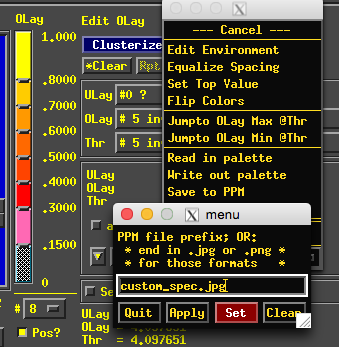 OLay
Edit OLay
1.000
Clusterize
*Clear
Rpt
.8000
.7000
.6000
.5000
.3000
.1500
0
ULay
#0 ?
OLay
# 5 in
Thr
# 5 in
ULay
OLay
Thr
# 8
Pos?
Se
ULay =
OLay = 4.097651
Thr = 4.097651
X
--- Cancel ---
Edit Environment
Equalize Spacing
Set Top Value
Flip Colors
Jumpto OLay Max @Thr
Jumpto OLay Min @Thr
Read in palette
Write out palette
Save to PPM
X menu
PPM file prefix; OR:
* end in .jpg or .png *
* for those formats *
custom_spec.jpg
Quit
Apply
Set
Clear